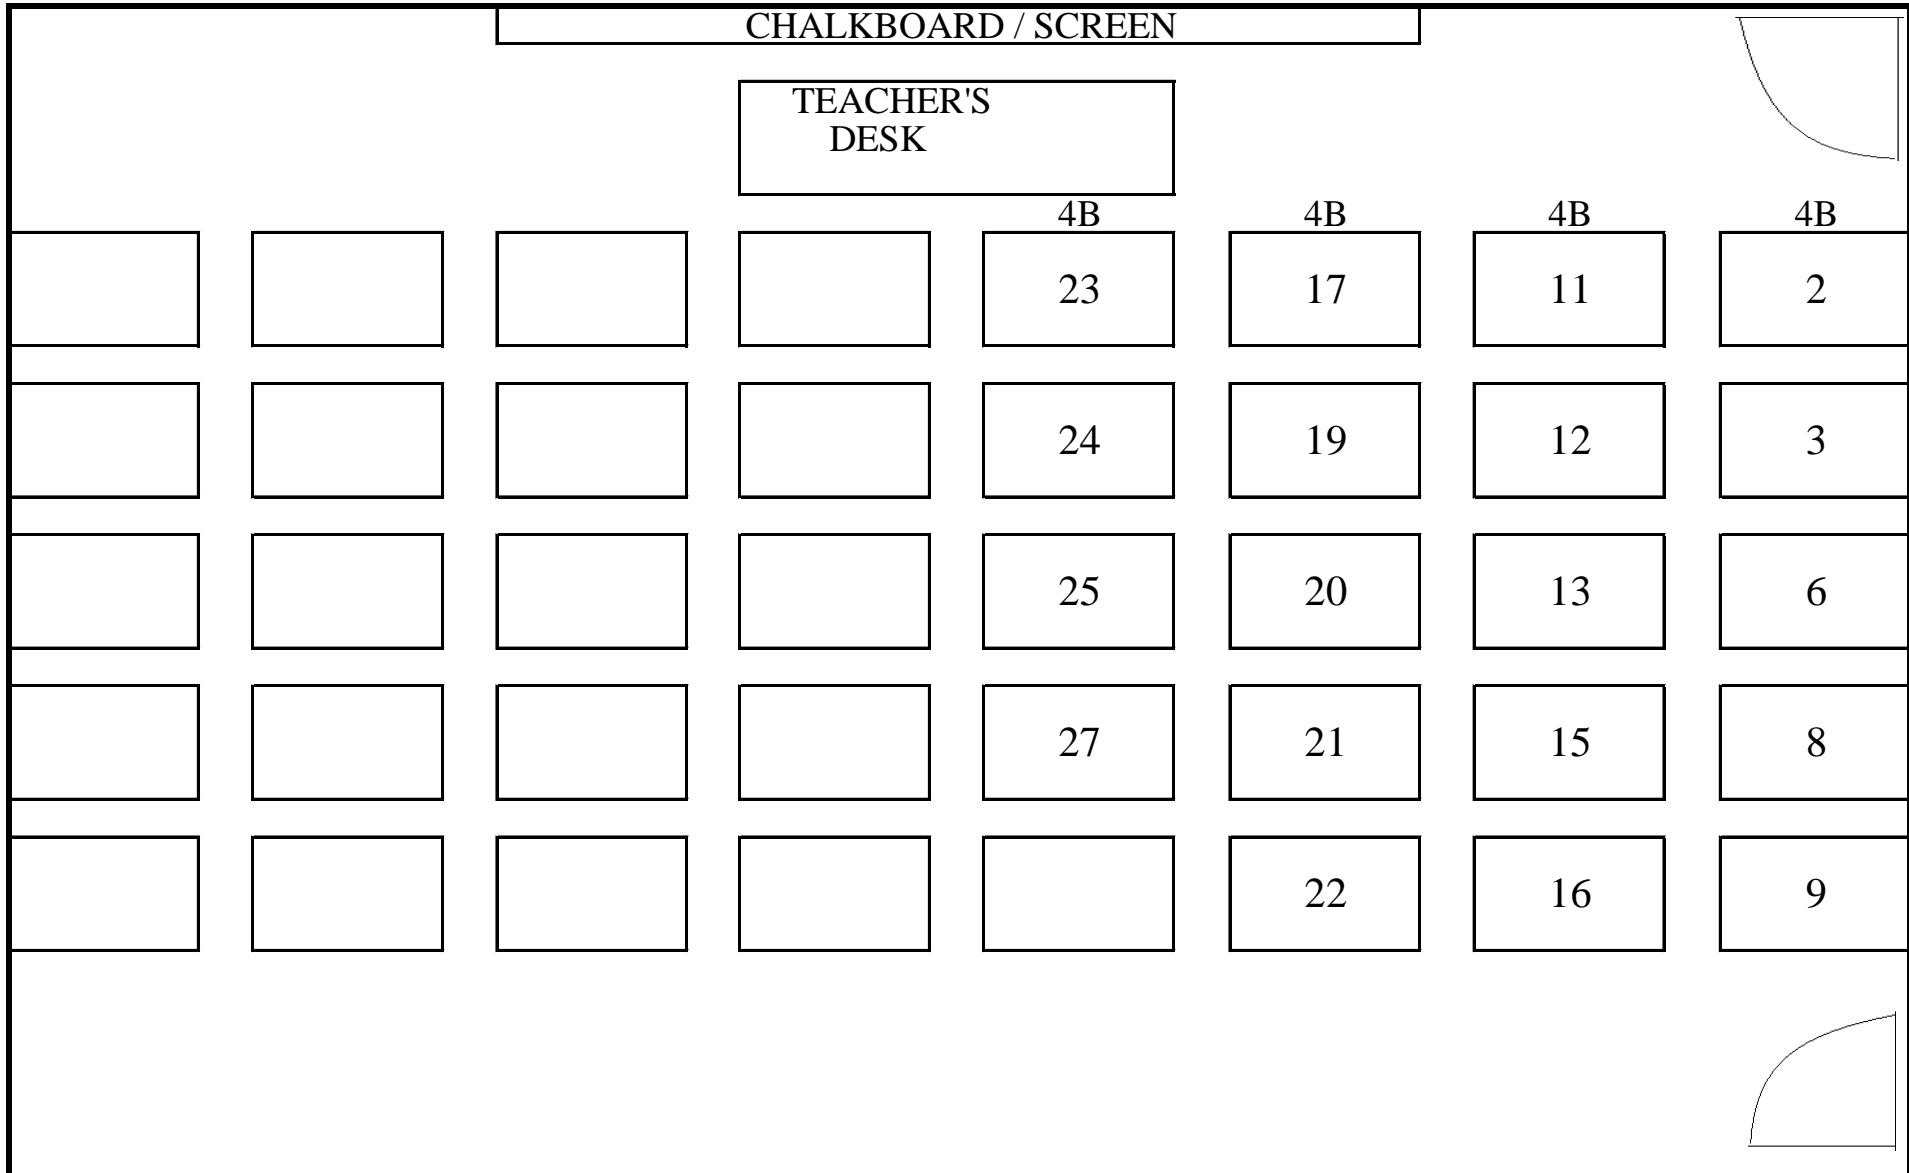 CHALKBOARD / SCREEN
TEACHER'S
DESK
4B 4B 4B 4B
23 17 11 2
24 19 12 3
25 20 13 6
27 21 15 8
22 16 9